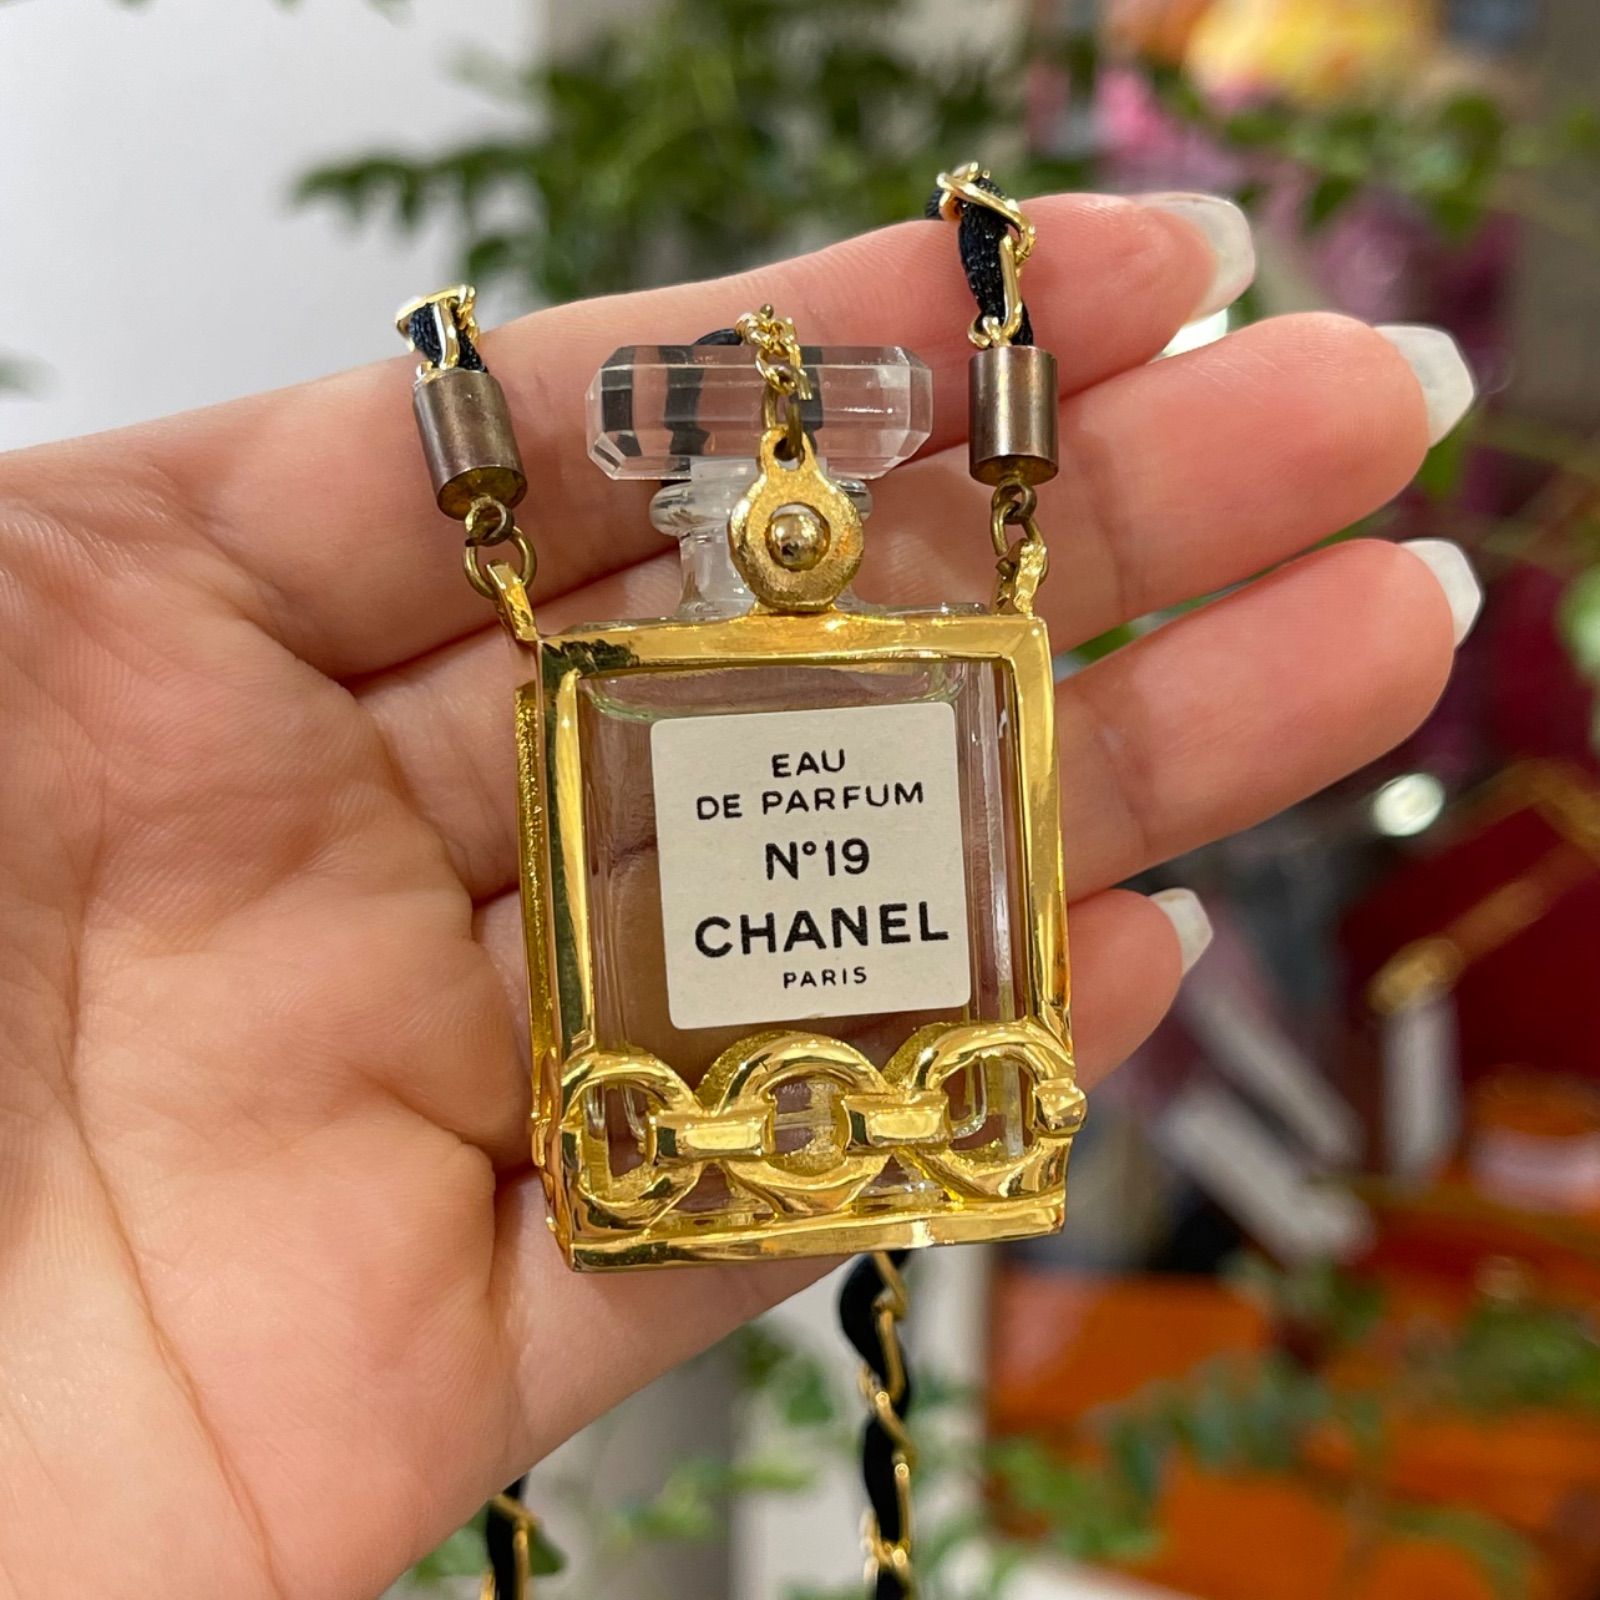 EAU
DE PARFUM
N°19
CHANEL
PARIS